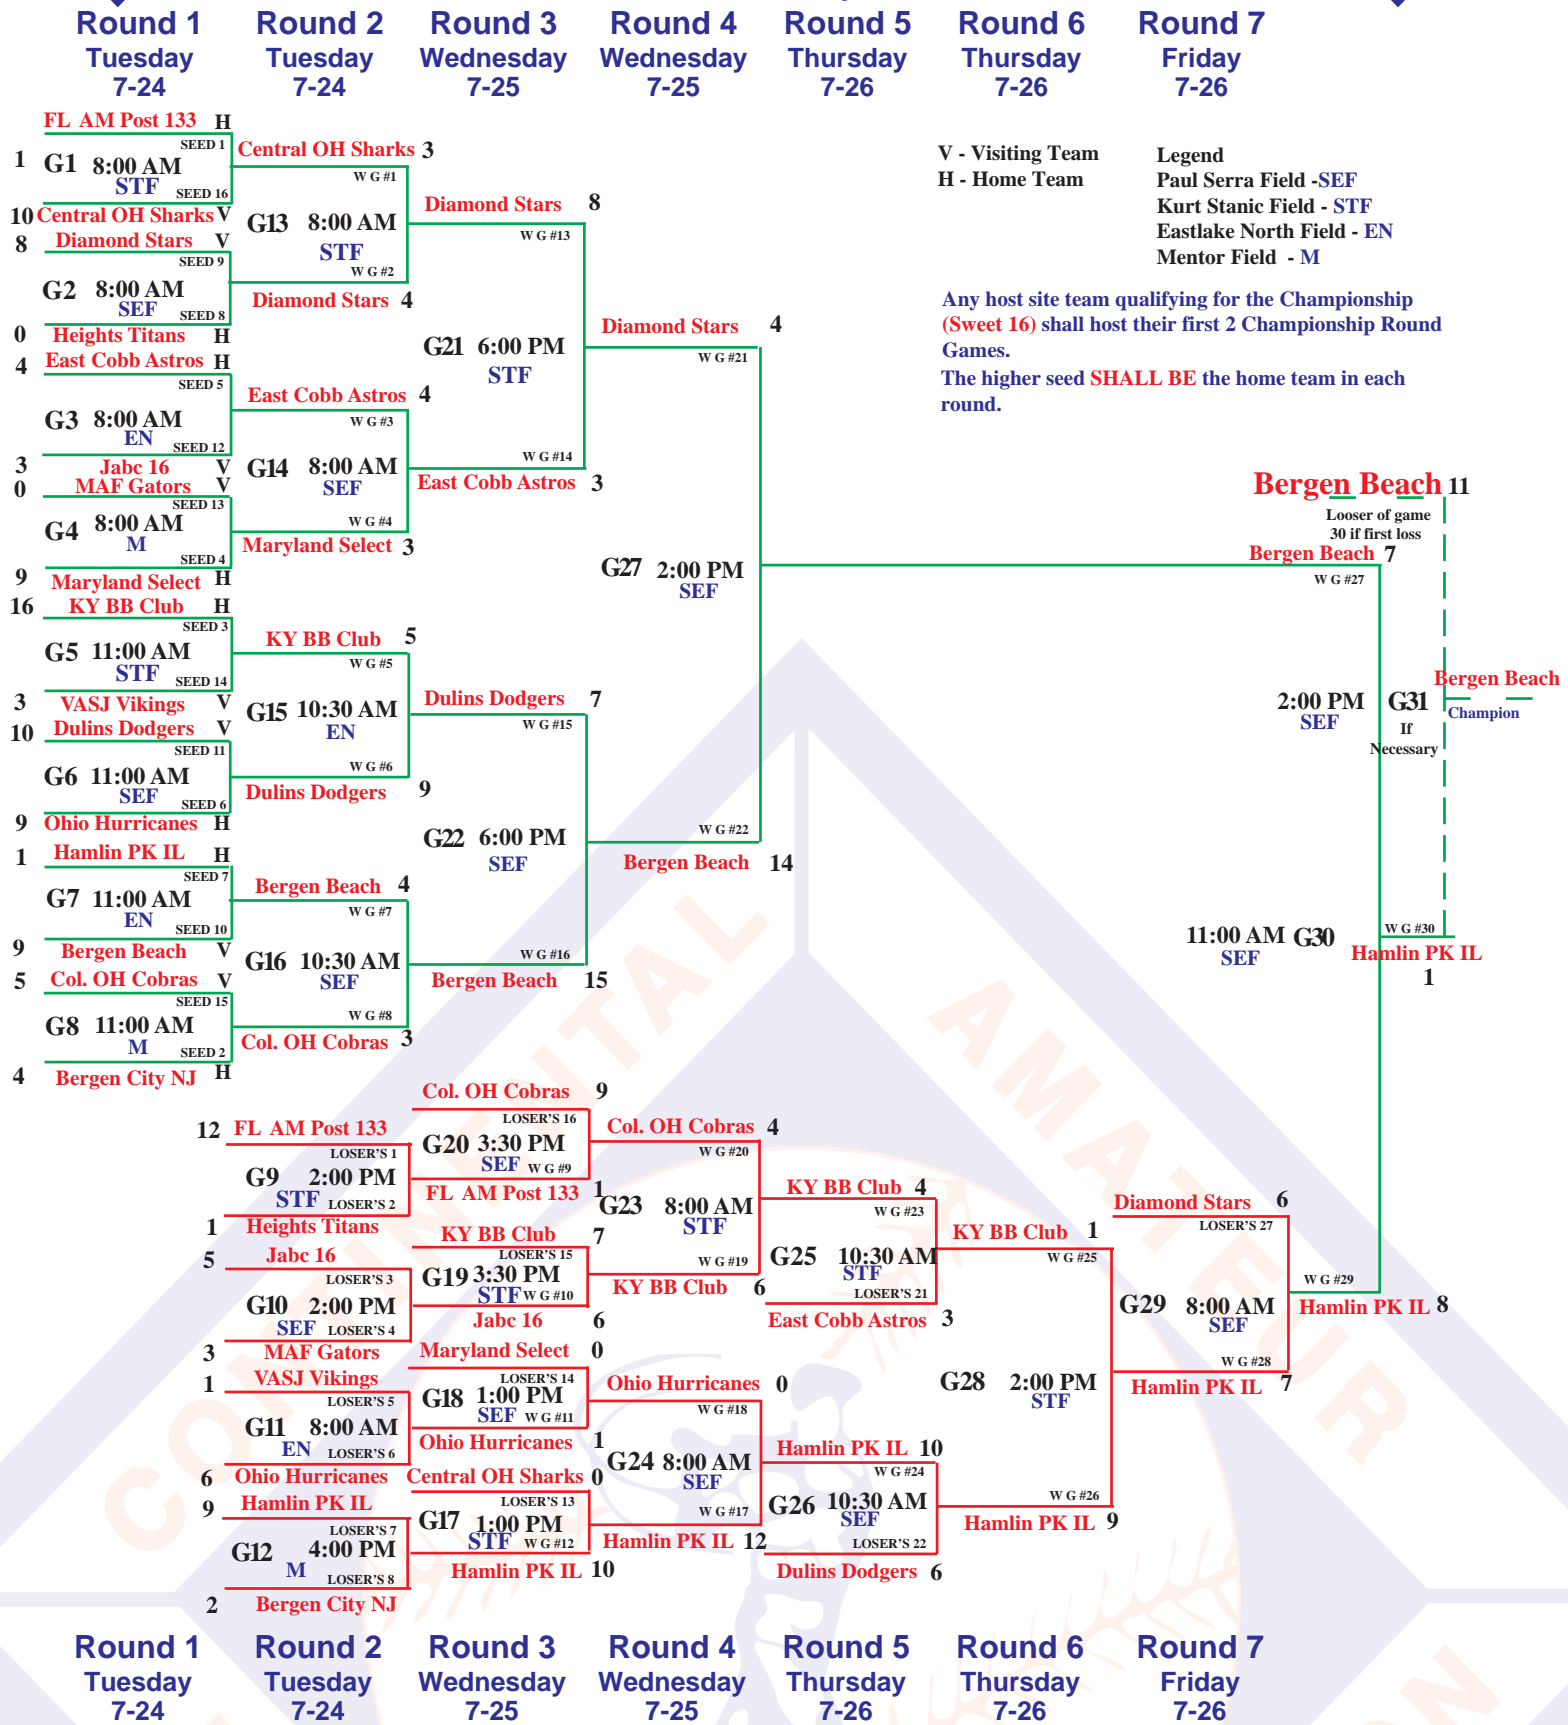 Round 1 Round 2 Round 3 Round 4 Round 5 Round 6 Round 7
Tuesday Tuesday Wednesday Wednesday Thursday Thursday Friday
7-24 7-24 7-25 7-25 7-26 7-26 7-26
FL AM Post 133 H
SEED 1
1 G1 8:00 AM
STF
SEED 16
10 Central OH Sharks V
8 Diamond Stars V
SEED 9
G2 8:00 AM
SEF
SEED 8
0 Heights Titans H
4 East Cobb Astros H
SEED 5
G3 8:00 AM
EN
SEED 12
3 Jabc 16 V
0 MAF Gators V
SEED 13
G4 8:00 AM
M
SEED 4
9 Maryland Select H
16 KY BB Club H
SEED 3
G5 11:00 AM
STF
SEED 14
3 VASJ Vikings V
10 Dulins Dodgers V
SEED 11
G6 11:00 AM
SEF
SEED 6
9 Ohio Hurricanes H
1 Hamlin PK IL H
SEED 7
G7 11:00 AM
EN
SEED 10
9 Bergen Beach V
5 Col. OH Cobras V
SEED 15
G8 11:00 AM
M
SEED 2
4 Bergen City NJ H
Central OH Sharks 3
W G #1
G13 8:00 AM
STF
W G #2
Diamond Stars 4
East Cobb Astros 4
W G #3
G14 8:00 AM
SEF
W G #4
Maryland Select 3
KY BB Club 5
W G #5
G15 10:30 AM
EN
W G #6
Dulins Dodgers 9
Bergen Beach 4
W G #7
G16 10:30 AM
SEF
W G #8
Col. OH Cobras 3
Diamond Stars 8
W G #13
G21 6:00 PM
STF
W G #14
East Cobb Astros 3
Dulins Dodgers 7
W G #15
G22 6:00 PM
SEF
W G #16
Bergen Beach 15
Diamond Stars 4
W G #21
G27 2:00 PM
SEF
W G #22
Bergen Beach 14
V - Visiting Team
H - Home Team
Legend
Paul Serra Field -SEF
Kurt Stanic Field - STF
Eastlake North Field - EN
Mentor Field - M
Any host site team qualifying for the Championship
(Sweet 16) shall host their first 2 Championship Round
Games.
The higher seed SHALL BE the home team in each
round.
Bergen Beach 11
Looser of game
30 if first loss
Bergen Beach 7
W G #27
2:00 PM G31
SEF
If
Necessary
Bergen Beach
Champion
11:00 AM G30
SEF
W G #30
Hamlin PK IL
1
12 FL AM Post 133
LOSER'S 1
G9 2:00 PM
STF LOSER'S 2
1 Heights Titans
5 Jabc 16
LOSER'S 3
G10 2:00 PM
SEF LOSER'S 4
3 MAF Gators
1 VASJ Vikings
LOSER'S 5
G11 8:00 AM
EN LOSER'S 6
6 Ohio Hurricanes
9 Hamlin PK IL
LOSER'S 7
G12 4:00 PM
M LOSER'S 8
2 Bergen City NJ
Col. OH Cobras 9
LOSER'S 16
G20 3:30 PM
SEF W G #9
FL AM Post 133 1
KY BB Club 7
LOSER'S 15
G19 3:30 PM
STF W G #10
Jabc 16 6
Maryland Select 0
LOSER'S 14
G18 1:00 PM
SEF W G #11
Ohio Hurricanes 1
Central OH Sharks 0
LOSER'S 13
G17 1:00 PM
STF W G #12
Hamlin PK IL 10
Col. OH Cobras 4
W G #20
G23 8:00 AM
STF
W G #19
KY BB Club 6
Ohio Hurricanes 0
W G #18
G24 8:00 AM
SEF
W G #17
Hamlin PK IL 12
KY BB Club 4
W G #23
G25 10:30 AM
STF
LOSER'S 21
East Cobb Astros 3
Hamlin PK IL 10
W G #24
G26 10:30 AM
SEF
LOSER'S 22
Dulins Dodgers 6
KY BB Club 1
W G #25
G28 2:00 PM
STF
W G #26
Hamlin PK IL 9
Diamond Stars 6
LOSER'S 27
G29 8:00 AM
SEF
W G #28
Hamlin PK IL 7
W G #29
Hamlin PK IL 8
CONTINENTAL
AMATEUR
Round 1 Round 2 Round 3 Round 4 Round 5 Round 6 Round 7
Tuesday Tuesday Wednesday Wednesday Thursday Thursday Friday
7-24 7-24 7-25 7-25 7-26 7-26 7-26